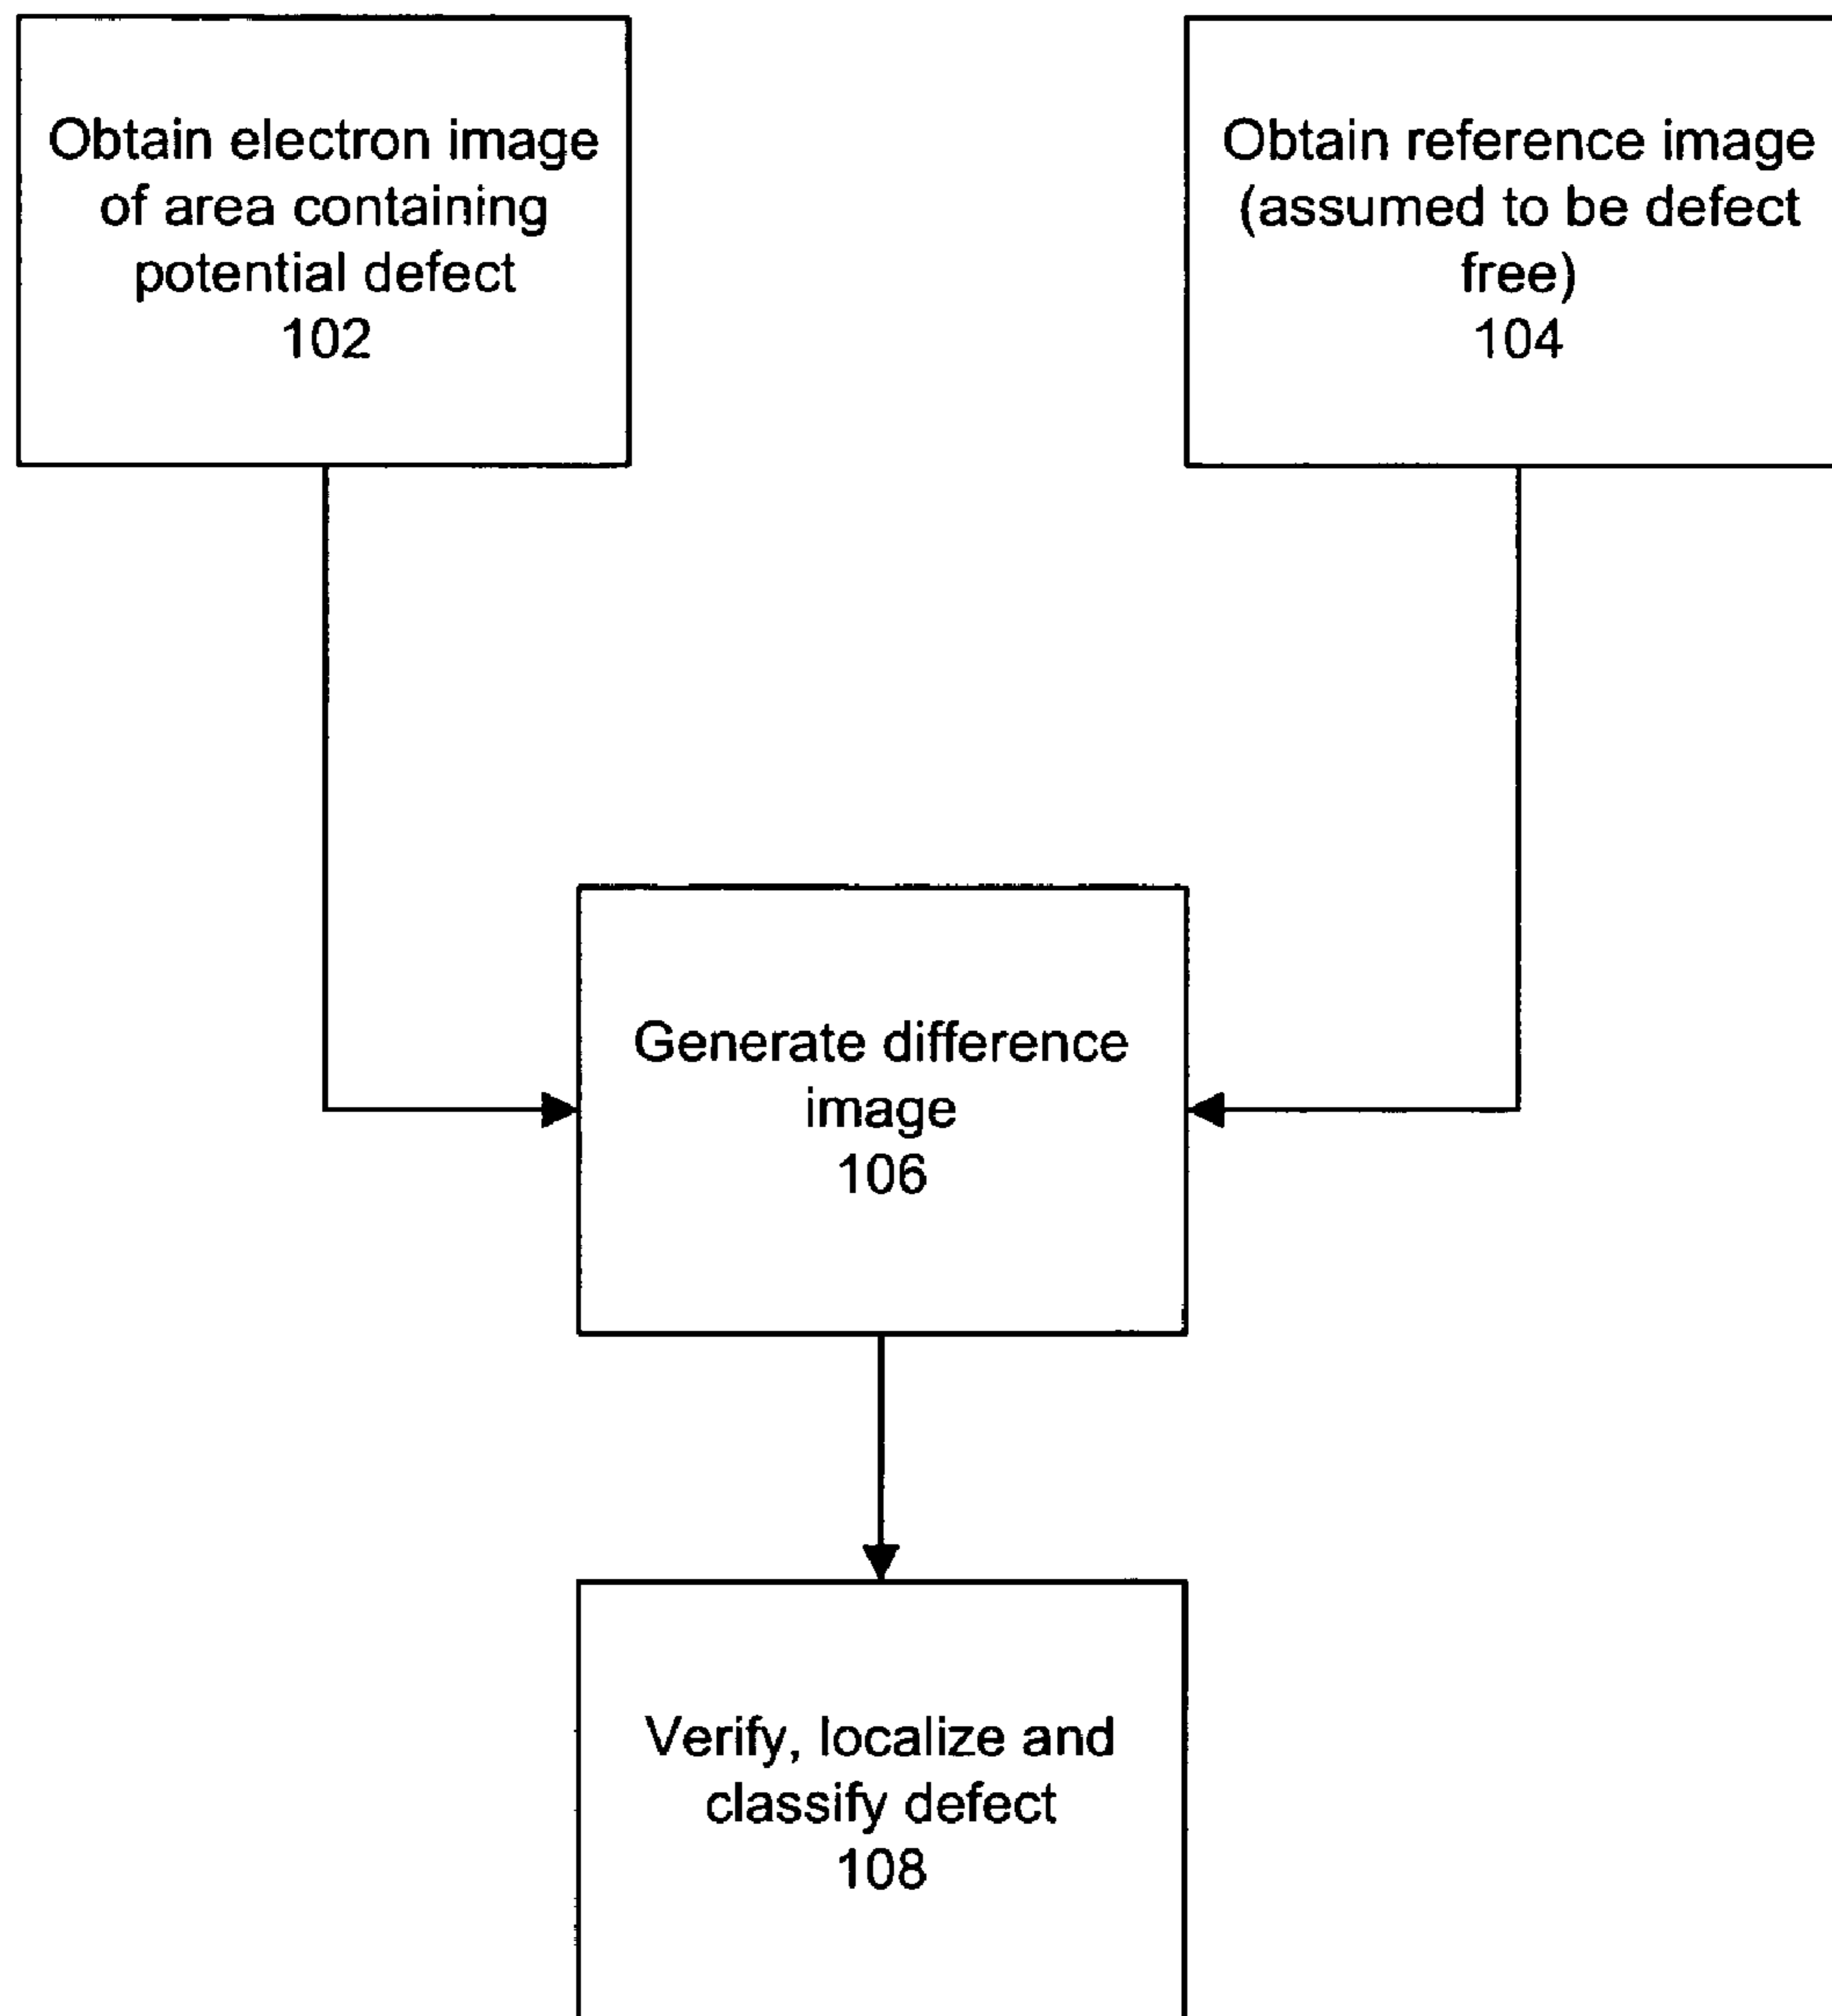 Obtain electron image
of area containing
potential defect
102
Obtain reference image
(assumed to be defect
free)
104
Generate difference
image
106
Verify, localize and
classify defect
108